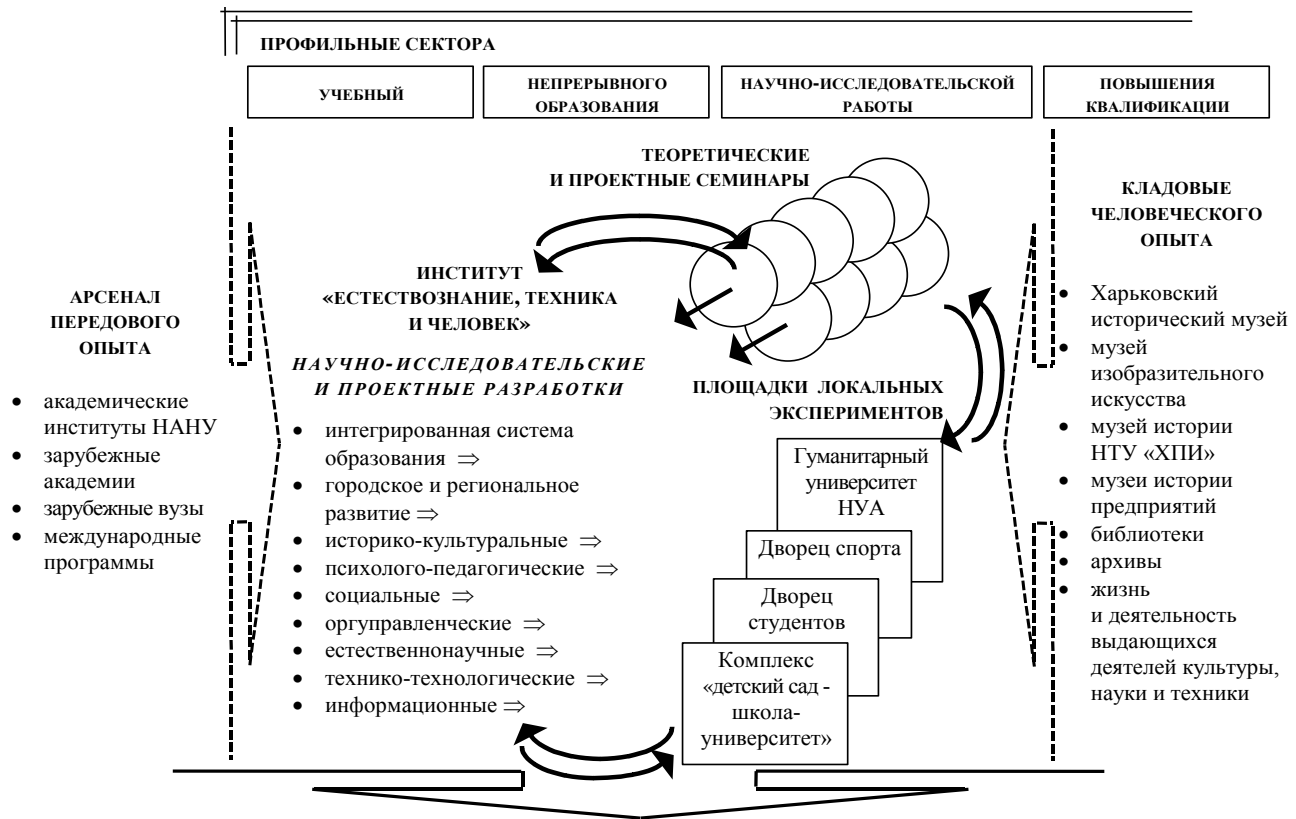 ПРОФИЛЬНЫЕ СЕКТОРА
УЧЕБНЫЙ
НЕПРЕРЫВНОГО
ОБРАЗОВАНИЯ
НАУЧНО-ИССЛЕДОВАТЕЛЬСКОЙ
РАБОТЫ
ПОВЫШЕНИЯ
КВАЛИФИКАЦИИ
АРСЕНАЛ
ПЕРЕДОВОГО
ОПЫТА
• академические
институты НАНУ
• зарубежные
академии
• зарубежные вузы
• международные
программы
ИНСТИТУТ
«ЕСТЕСТВОЗНАНИЕ, ТЕХНИКА
И ЧЕЛОВЕК»
НАУЧНО-ИССЛЕДОВАТЕЛЬСКИЕ
И ПРОЕКТНЫЕ РАЗРАБОТКИ
• интегрированная система
образования ⇒
• городское и региональное
развитие ⇒
• историко-культуральные ⇒
• психолого-педагогические ⇒
• социальные ⇒
• оргуправленческие ⇒
• естественнонаучные ⇒
• технико-технологические ⇒
• информационные ⇒
ТЕОРЕТИЧЕСКИЕ
И ПРОЕКТНЫЕ СЕМИНАРЫ
ПЛОЩАДКИ ЛОКАЛЬНЫХ
ЭКСПЕРИМЕНТОВ
Гуманитарный
университет
НУА
Дворец спорта
Дворец
студентов
Комплекс
«детский сад -
школа-
университет»
КЛАДОВЫЕ
ЧЕЛОВЕЧЕСКОГО
ОПЫТА
• Харьковский
исторический музей
• музей
изобразительного
искусства
• музей истории
НТУ «ХПИ»
• музеи истории
предприятий
• библиотеки
• архивы
• жизнь
и деятельность
выдающихся
деятелей культуры,
науки и техники